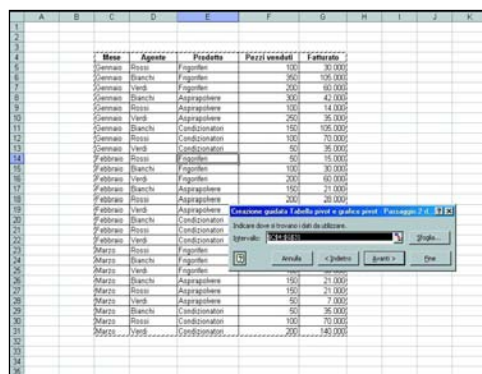 A B C D E F G H I J K
1
2
3
4 Mese Agente Prodotto Pezzi venduti Fatturato
5 Gennaio Rossi Frigoriferi 100 30.000
6 Gennaio Bianchi Frigoriferi 350 105.000
7 Gennaio Verdi Frigoriferi 200 60.000
8 Gennaio Bianchi Aspirapolvere 300 42.000
9 Gennaio Rossi Aspirapolvere 100 14.000
10 Gennaio Verdi Aspirapolvere 250 35.000
11 Gennaio Bianchi Condizionatori 150 105.000
12 Gennaio Rossi Condizionatori 100 70.000
13 Gennaio Verdi Condizionatori 50 35.000
14 Febbraio Rossi Frigoriferi 50 15.000
15 Febbraio Bianchi Frigoriferi 100 30.000
16 Febbraio Verdi Frigoriferi 200 60.000
17 Febbraio Bianchi Aspirapolvere 150 21.000
18 Febbraio Rossi Aspirapolvere 200 28.000
19 Febbraio Verdi
20 Febbraio Bianchi
21 Febbraio Rossi
22 Febbraio Verdi
23 Marzo Rossi
24 Marzo Bianchi
25 Marzo Verdi
26 Marzo Bianchi Aspirapolvere 150 21.000
27 Marzo Rossi Aspirapolvere 150 21.000
28 Marzo Verdi Aspirapolvere 50 7.000
29 Marzo Bianchi Condizionatori 50 35.000
30 Marzo Rossi Condizionatori 100 70.000
31 Marzo Verdi Condizionatori 200 140.000
32
33
34
35
Creazione guidata Tabella pivot e grafico pivot - Passaggio 2 d...
Indicare dove si trovano i dati da utilizzare.
Intervallo: $C$4:$G$31 Sfoglia...
Annulla < Indietro Avanti > Fine